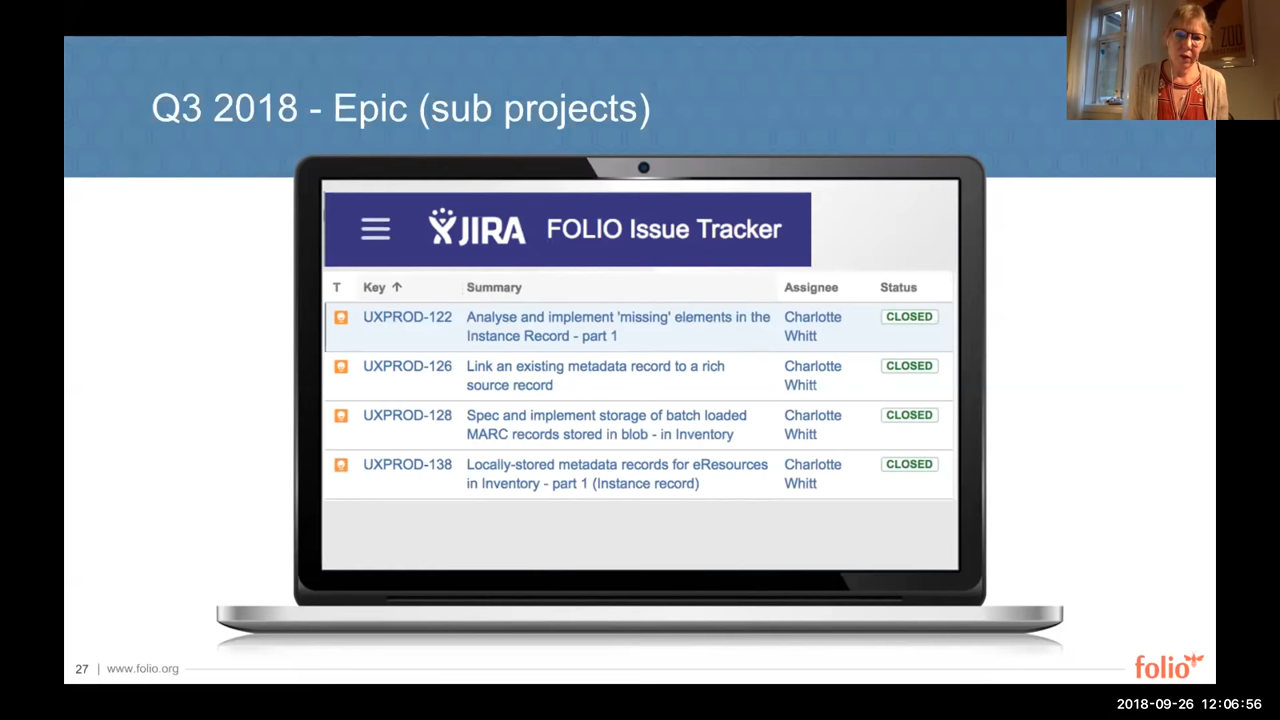 Q3 2018 - Epic (sub projects)
JIRA FOLIO Issue Tracker
T Key ↑ Summary Assignee Status
UXPROD-122 Analyse and implement 'missing' elements in the Charlotte CLOSED
Instance Record - part 1 Whitt
UXPROD-126 Link an existing metadata record to a rich Charlotte CLOSED
source record Whitt
UXPROD-128 Spec and implement storage of batch loaded Charlotte CLOSED
MARC records stored in blob - in Inventory Whitt
UXPROD-138 Locally-stored metadata records for eResources Charlotte CLOSED
in Inventory - part 1 (Instance record) Whitt
27 | www.folio.org
folio
2018-09-26 12:06:56